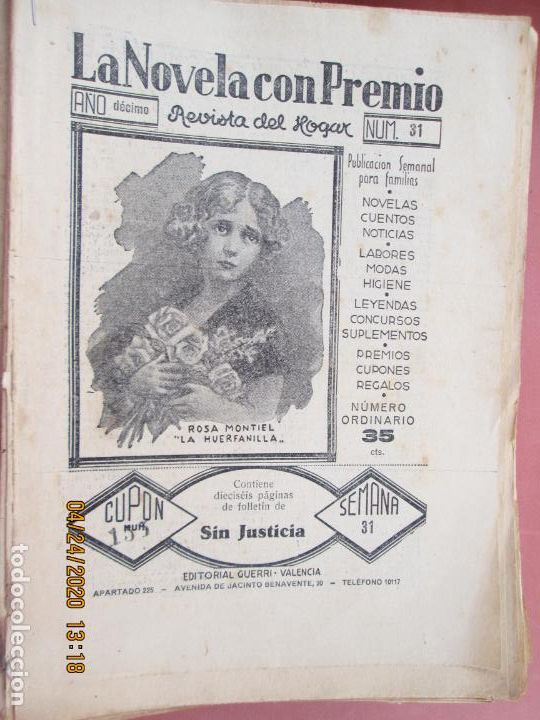 La Novela con Premio
AÑO décimo
Revista del Hogar
NUM. 31
Publicacion Semanal
para familias
•
NOVELAS
CUENTOS
NOTICIAS
•
LABORES
MODAS
HIGIENE
•
LEYENDAS
CONCURSOS
SUPLEMENTOS
•
PREMIOS
CUPONES
REGALOS
•
NÚMERO
ORDINARIO
35
cts.
ROSA MONTIEL
"LA HUERFANILLA„
CUPON
Contiene
dieciséis páginas
de folletín de
Sin Justicia
SEMANA
31
EDITORIAL GUERRI - VALENCIA
APARTADO 225 — AVENIDA DE JACINTO BENAVENTE, 20 — TELÉFONO 10117
04/24/2020 13:18
todocoleccion